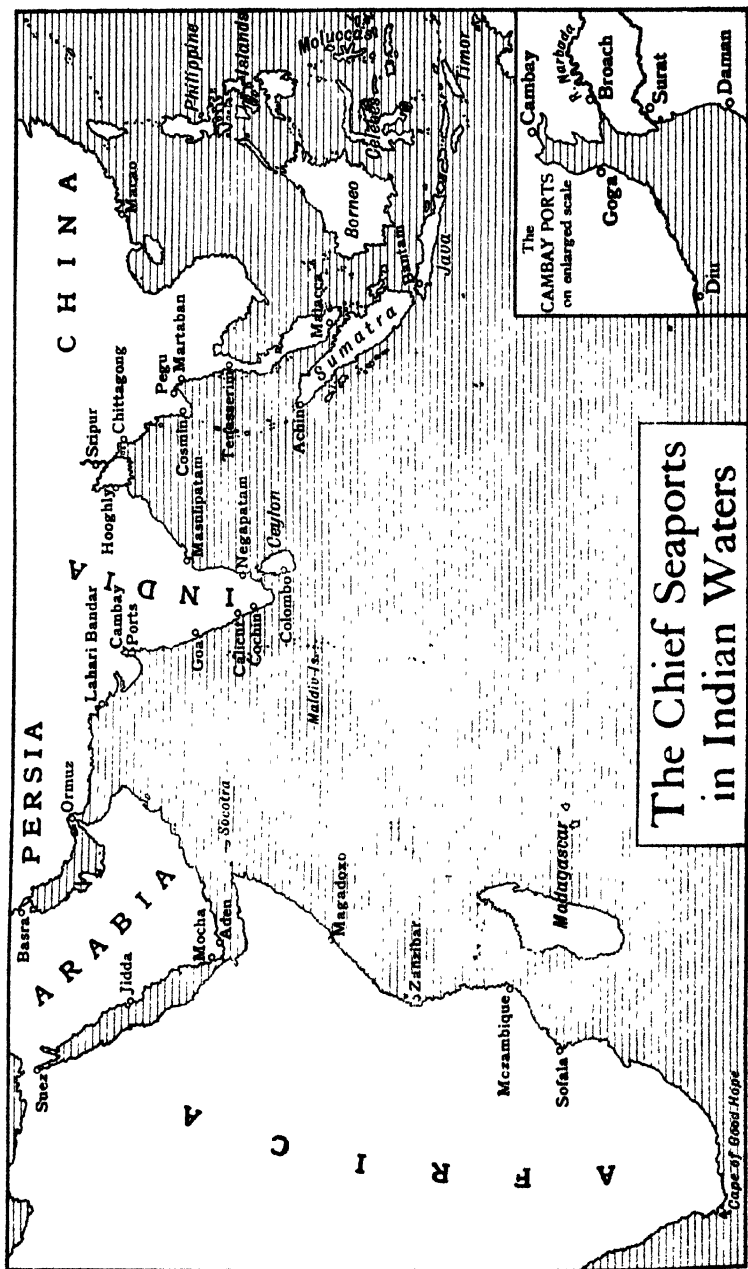 The Chief Seaports
in Indian Waters
AFRICA
Cape of Good Hope
Suez
Jidda
Mocha
Aden
ARABIA
Basra
PERSIA
Ormuz
Socotra
Magadoxo
Zanzibar
Mozambique
Sofala
Madagascar
Lahari Bandar
Cambay
Ports
INDIA
Goa
Calicut
Cochin
Maldiv Is.
Colombo
Ceylon
Negapatam
Masulipatam
Hooghly
Sripur
Chittagong
Cosmin
Pegu
Martaban
Tenasserim
CHINA
Macao
Malacca
Achin
Sumatra
Bantam
Java
Borneo
Celebes
Moluccas
Timor
Philippine
Islands
The
CAMBAY PORTS
on enlarged scale
Cambay
R. Narbada
Broach
Surat
Daman
Goga
Diu